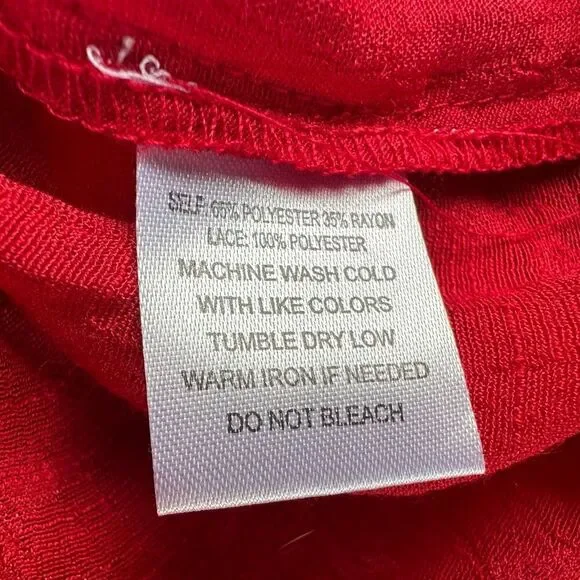 SELF: 65% POLYESTER 35% RAYON
LACE: 100% POLYESTER
MACHINE WASH COLD
WITH LIKE COLORS
TUMBLE DRY LOW
WARM IRON IF NEEDED
DO NOT BLEACH